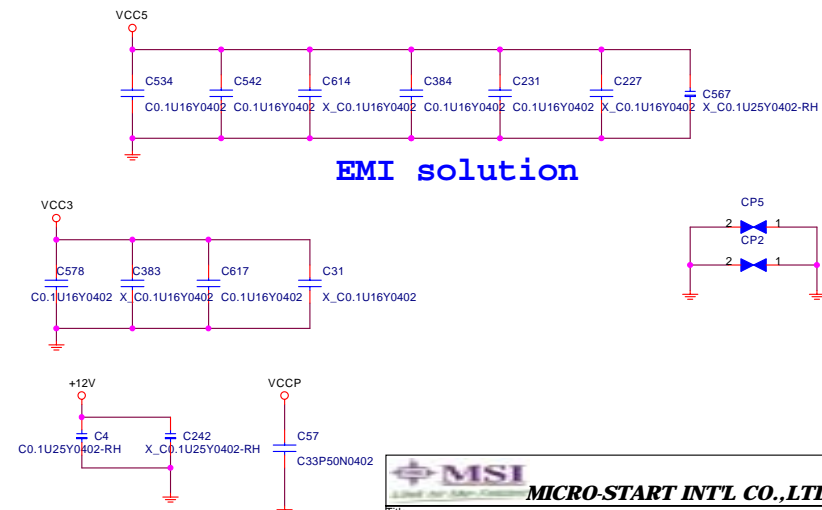 VCC5
C534
C0.1U16Y0402
C542
C0.1U16Y0402
C614
X_C0.1U16Y0402
C384
C0.1U16Y0402
C231
C0.1U16Y0402
C227
X_C0.1U16Y0402
C567
X_C0.1U25Y0402-RH
EMI solution
VCC3
C578
C0.1U16Y0402
C383
X_C0.1U16Y0402
C617
C0.1U16Y0402
C31
X_C0.1U16Y0402
CP5
2 1
CP2
2 1
+12V
C4
C0.1U25Y0402-RH
C242
X_C0.1U25Y0402-RH
VCCP
C57
C33P50N0402
MSI
MICRO-START INT'L CO.,LTD